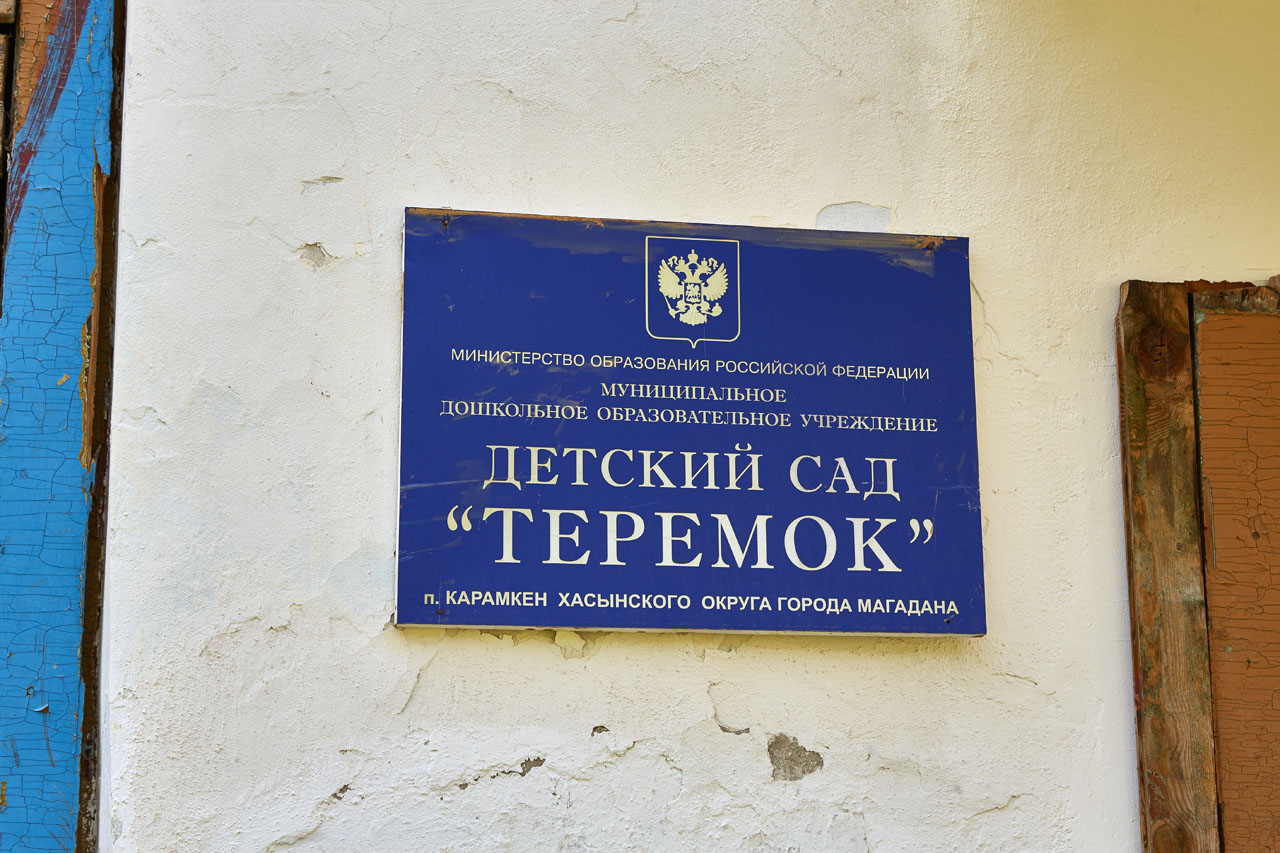 МИНИСТЕРСТВО ОБРАЗОВАНИЯ РОССИЙСКОЙ ФЕДЕРАЦИИ
МУНИЦИПАЛЬНОЕ
ДОШКОЛЬНОЕ ОБРАЗОВАТЕЛЬНОЕ УЧРЕЖДЕНИЕ
ДЕТСКИЙ САД
“ТЕРЕМОК”
п. КАРАМКЕН ХАСЫНСКОГО ОКРУГА ГОРОДА МАГАДАНА